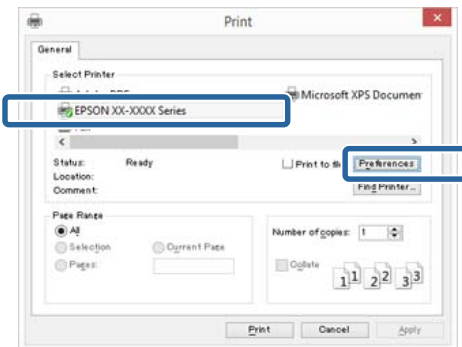 Print
General
Select Printer
Microsoft XPS Documen
EPSON XX-XXXX Series
Status: Ready
Print to
Preferences
Location:
Comment:
Find Printer...
Page Range
All
Selection
Current Page
Pages:
Number of copies: 1
Collate
1 1 2 2 3 3
Print
Cancel
Apply